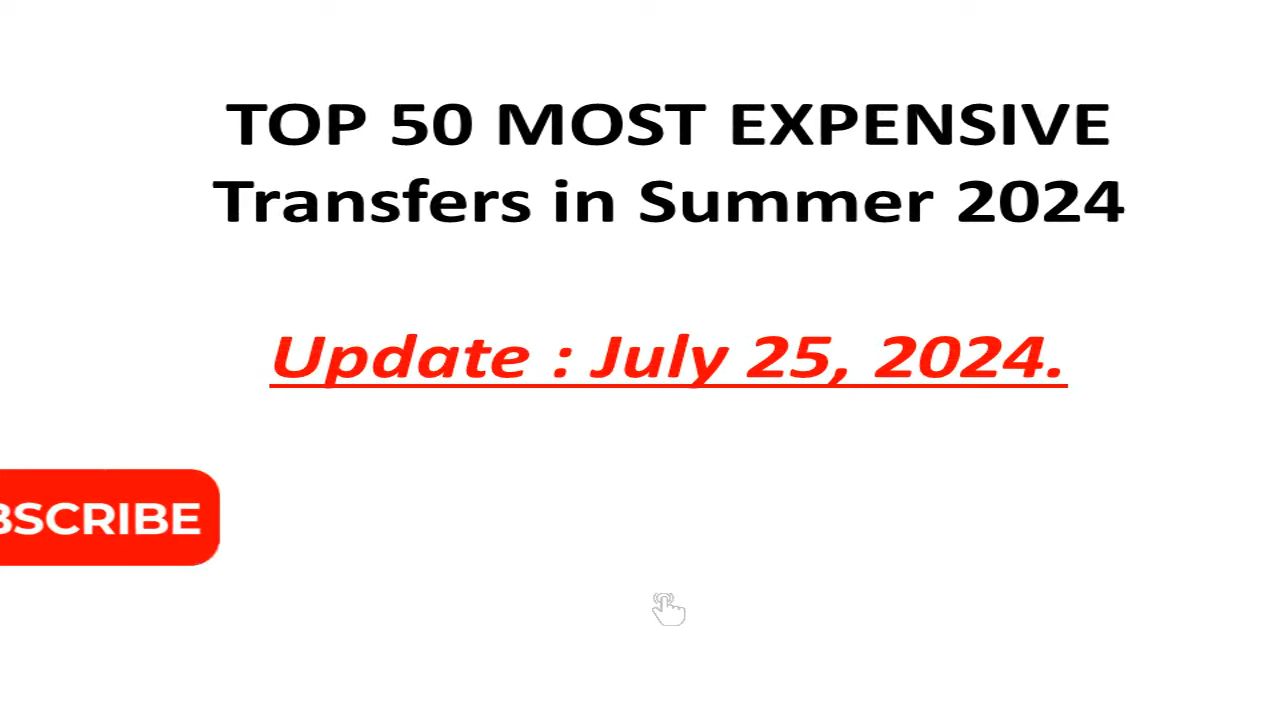 TOP 50 MOST EXPENSIVE
Transfers in Summer 2024
Update : July 25, 2024.
BSCRIBE